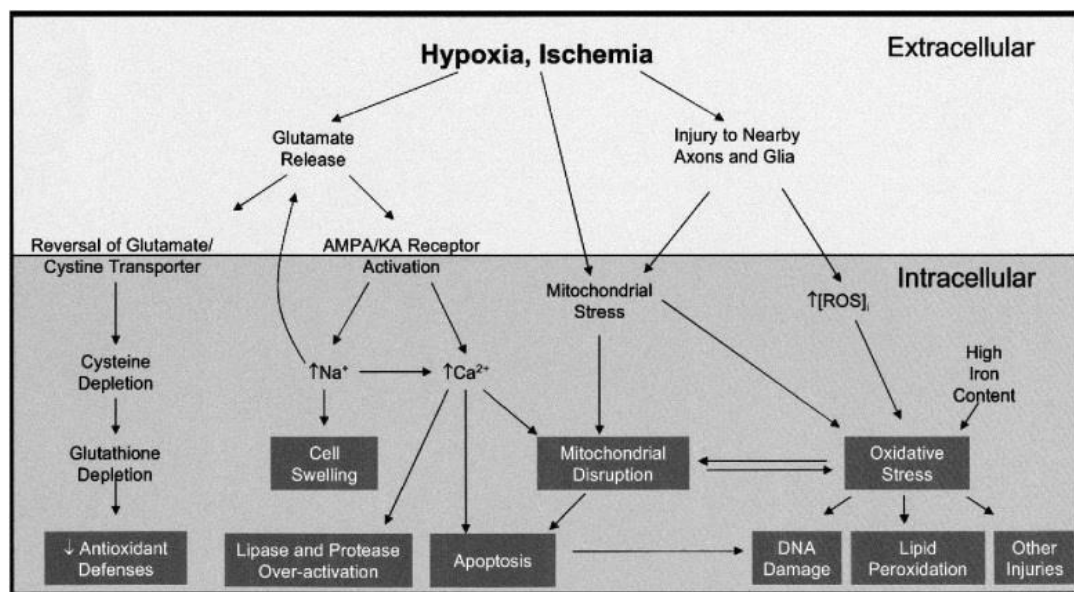 Extracellular
Hypoxia, Ischemia
Glutamate
Release
Injury to Nearby
Axons and Glia
Reversal of Glutamate/
Cystine Transporter
AMPA/KA Receptor
Activation
Intracellular
Mitochondrial
Stress
↑[ROS]i
Cysteine
Depletion
↑Na⁺
↑Ca²⁺
High
Iron
Content
Glutathione
Depletion
Cell
Swelling
Mitochondrial
Disruption
Oxidative
Stress
↓ Antioxidant
Defenses
Lipase and Protease
Over-activation
Apoptosis
DNA
Damage
Lipid
Peroxidation
Other
Injuries